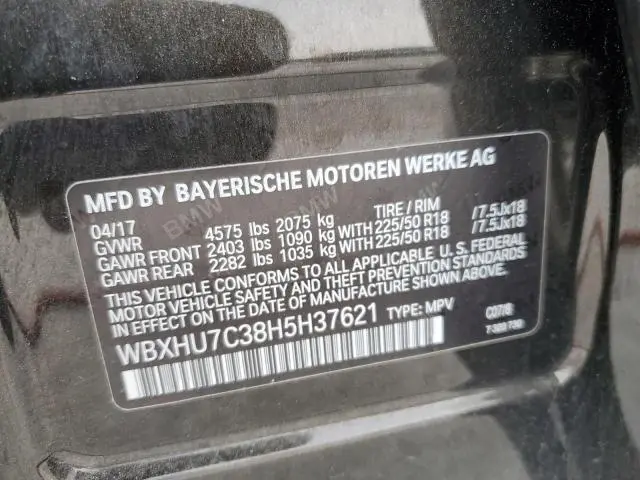 MFD BY BAYERISCHE MOTOREN WERKE AG
04/17 TIRE / RIM
GVWR 4575 lbs 2075 kg
GAWR FRONT 2403 lbs 1090 kg WITH 225/50 R18 /7.5Jx18
GAWR REAR 2282 lbs 1035 kg WITH 225/50 R18 /7.5Jx18
THIS VEHICLE CONFORMS TO ALL APPLICABLE U.S. FEDERAL
MOTOR VEHICLE SAFETY AND THEFT PREVENTION STANDARDS
IN EFFECT ON THE DATE OF MANUFACTURE SHOWN ABOVE.
WBXHU7C38H5H37621 TYPE: MPV